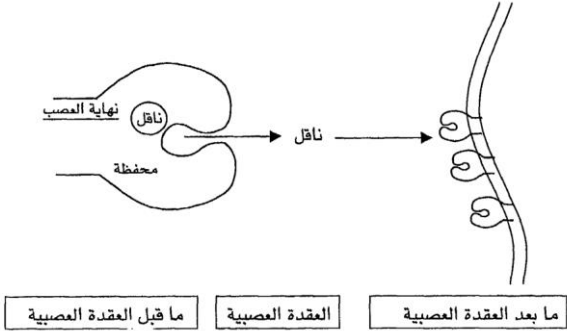 نهاية العصب
ناقل
ناقل
محفظة
ما بعد العقدة العصبية
العقدة العصبية
ما قبل العقدة العصبية